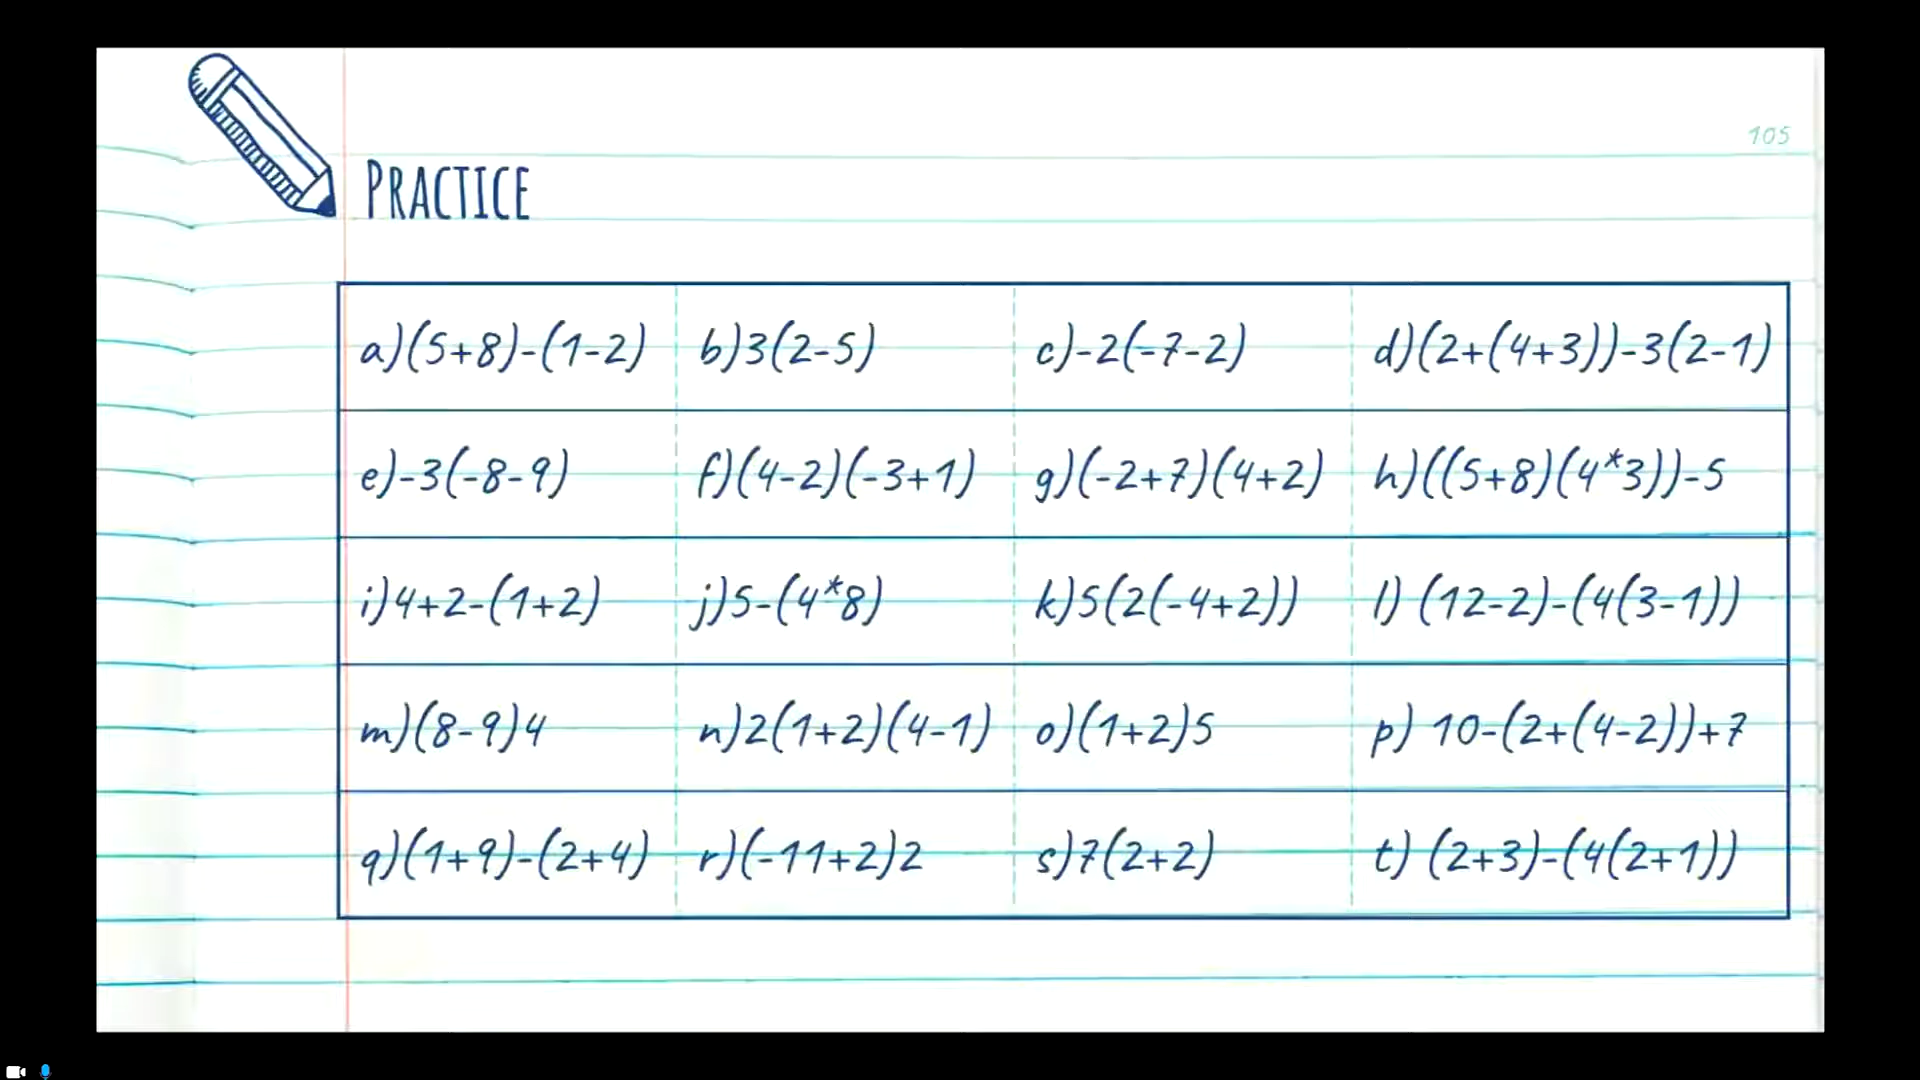 105
PRACTICE
a)(5+8)-(1-2) b)3(2-5) c)-2(-7-2) d)(2+(4+3))-3(2-1)
e)-3(-8-9) f)(4-2)(-3+1) g)(-2+7)(4+2) h)((5+8)(4*3))-5
i)4+2-(1+2) j)5-(4*8) k)5(2(-4+2)) l) (12-2)-(4(3-1))
m)(8-9)4 n)2(1+2)(4-1) o)(1+2)5 p) 10-(2+(4-2))+7
q)(1+9)-(2+4) r)(-11+2)2 s)7(2+2) t) (2+3)-(4(2+1))